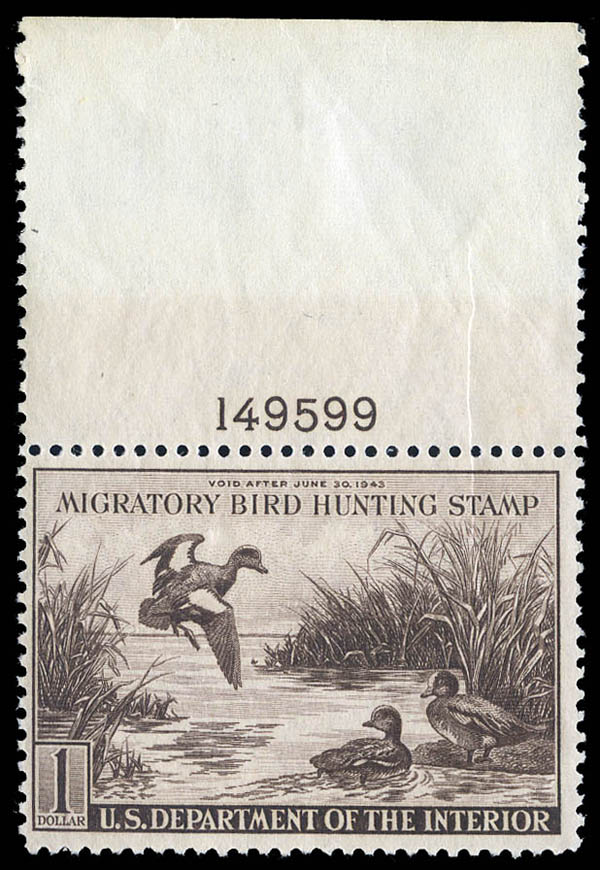 149599
VOID AFTER JUNE 30, 1943
MIGRATORY BIRD HUNTING STAMP
1
DOLLAR
U.S. DEPARTMENT OF THE INTERIOR